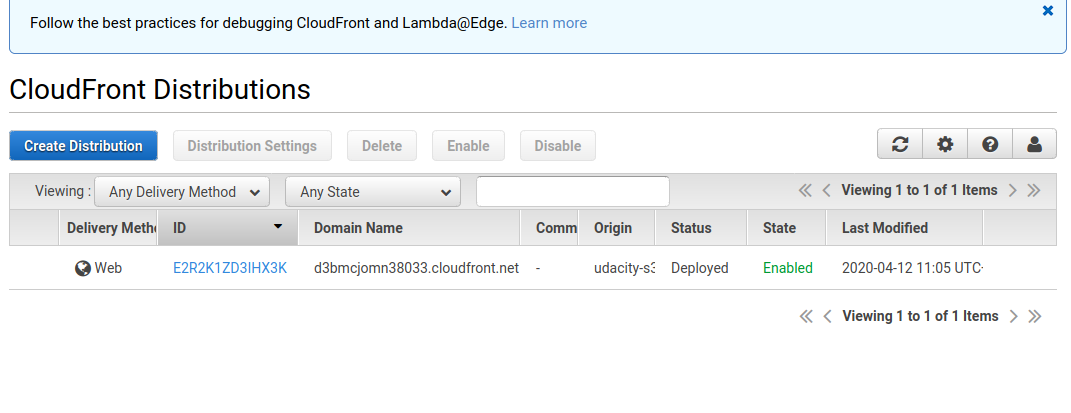 Follow the best practices for debugging CloudFront and Lambda@Edge. Learn more
CloudFront Distributions
Create Distribution Distribution Settings Delete Enable Disable
Viewing : Any Delivery Method Any State Viewing 1 to 1 of 1 Items
Delivery Metho ID Domain Name Comm Origin Status State Last Modified
Web E2R2K1ZD3IHX3K d3bmcjomn38033.cloudfront.net - udacity-s3 Deployed Enabled 2020-04-12 11:05 UTC-
Viewing 1 to 1 of 1 Items